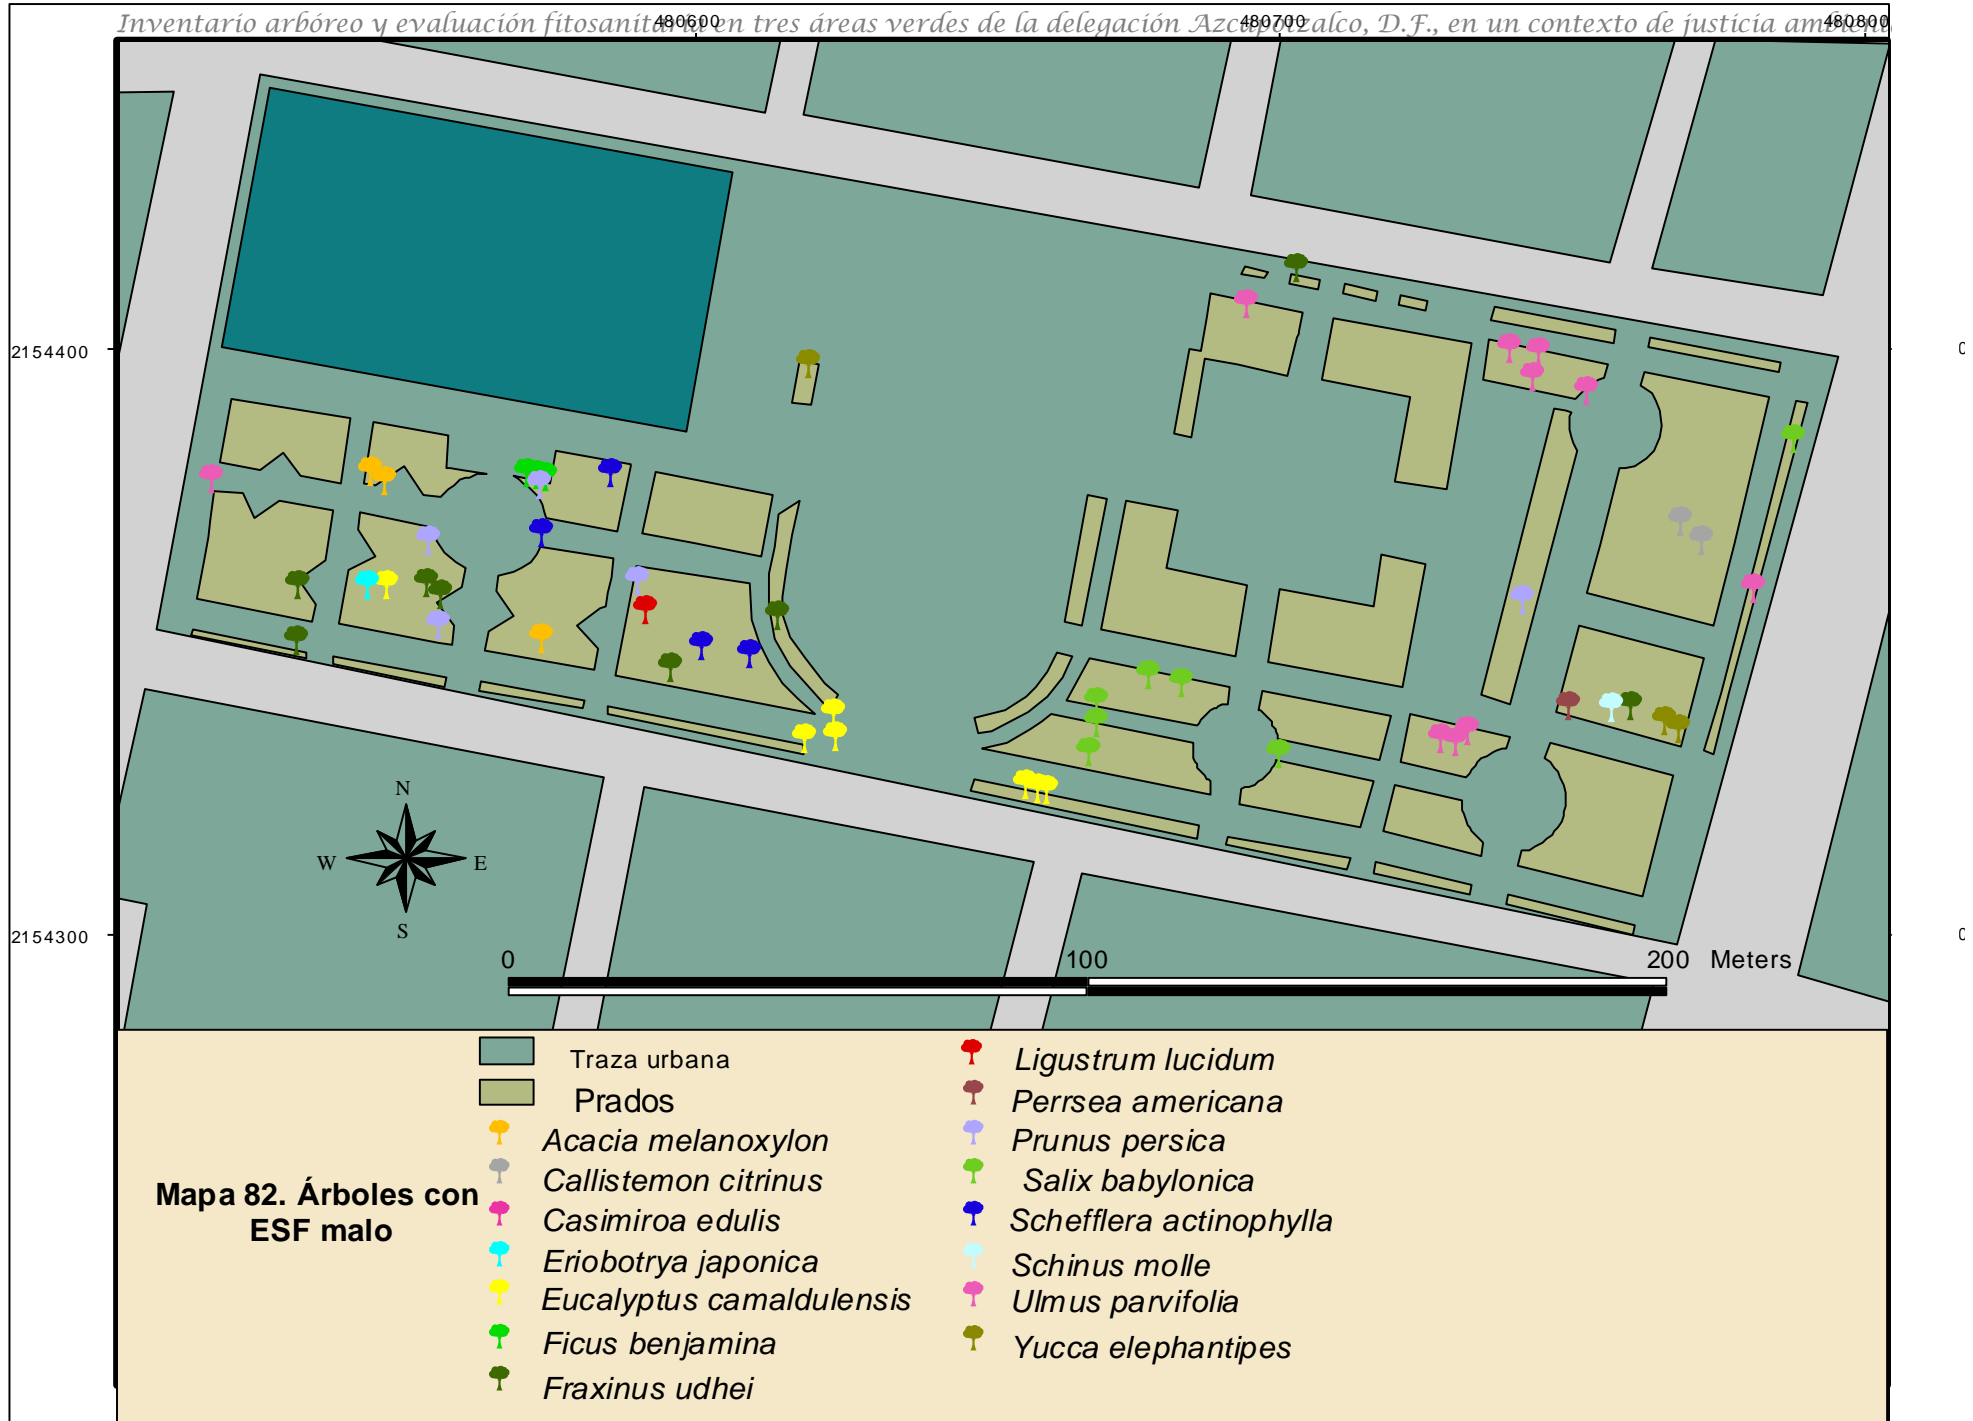 Inventario arbóreo y evaluación fitosanitaria en tres áreas verdes de la delegación Azcapotzalco, D.F., en un contexto de justicia
480600
480700
480800
2154400
0
2154300
0
N
W
E
S
0
100
200 Meters
Mapa 82. Árboles con
ESF malo
Traza urbana
Prados
Acacia melanoxylon
Callistemon citrinus
Casimiroa edulis
Eriobotrya japonica
Eucalyptus camaldulensis
Ficus benjamina
Fraxinus udhei
Ligustrum lucidum
Perrsea americana
Prunus persica
Salix babylonica
Schefflera actinophylla
Schinus molle
Ulmus parvifolia
Yucca elephantipes